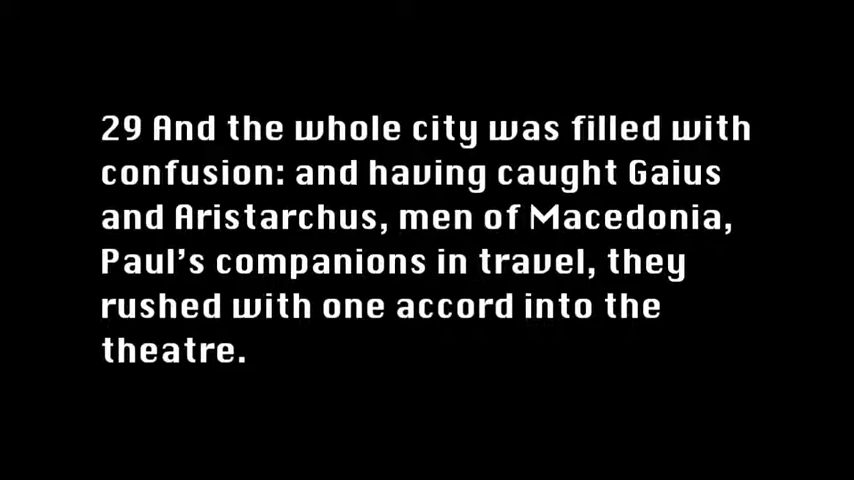 29 And the whole city was filled with
confusion: and having caught Gaius
and Aristarchus, men of Macedonia,
Paul's companions in travel, they
rushed with one accord into the
theatre.